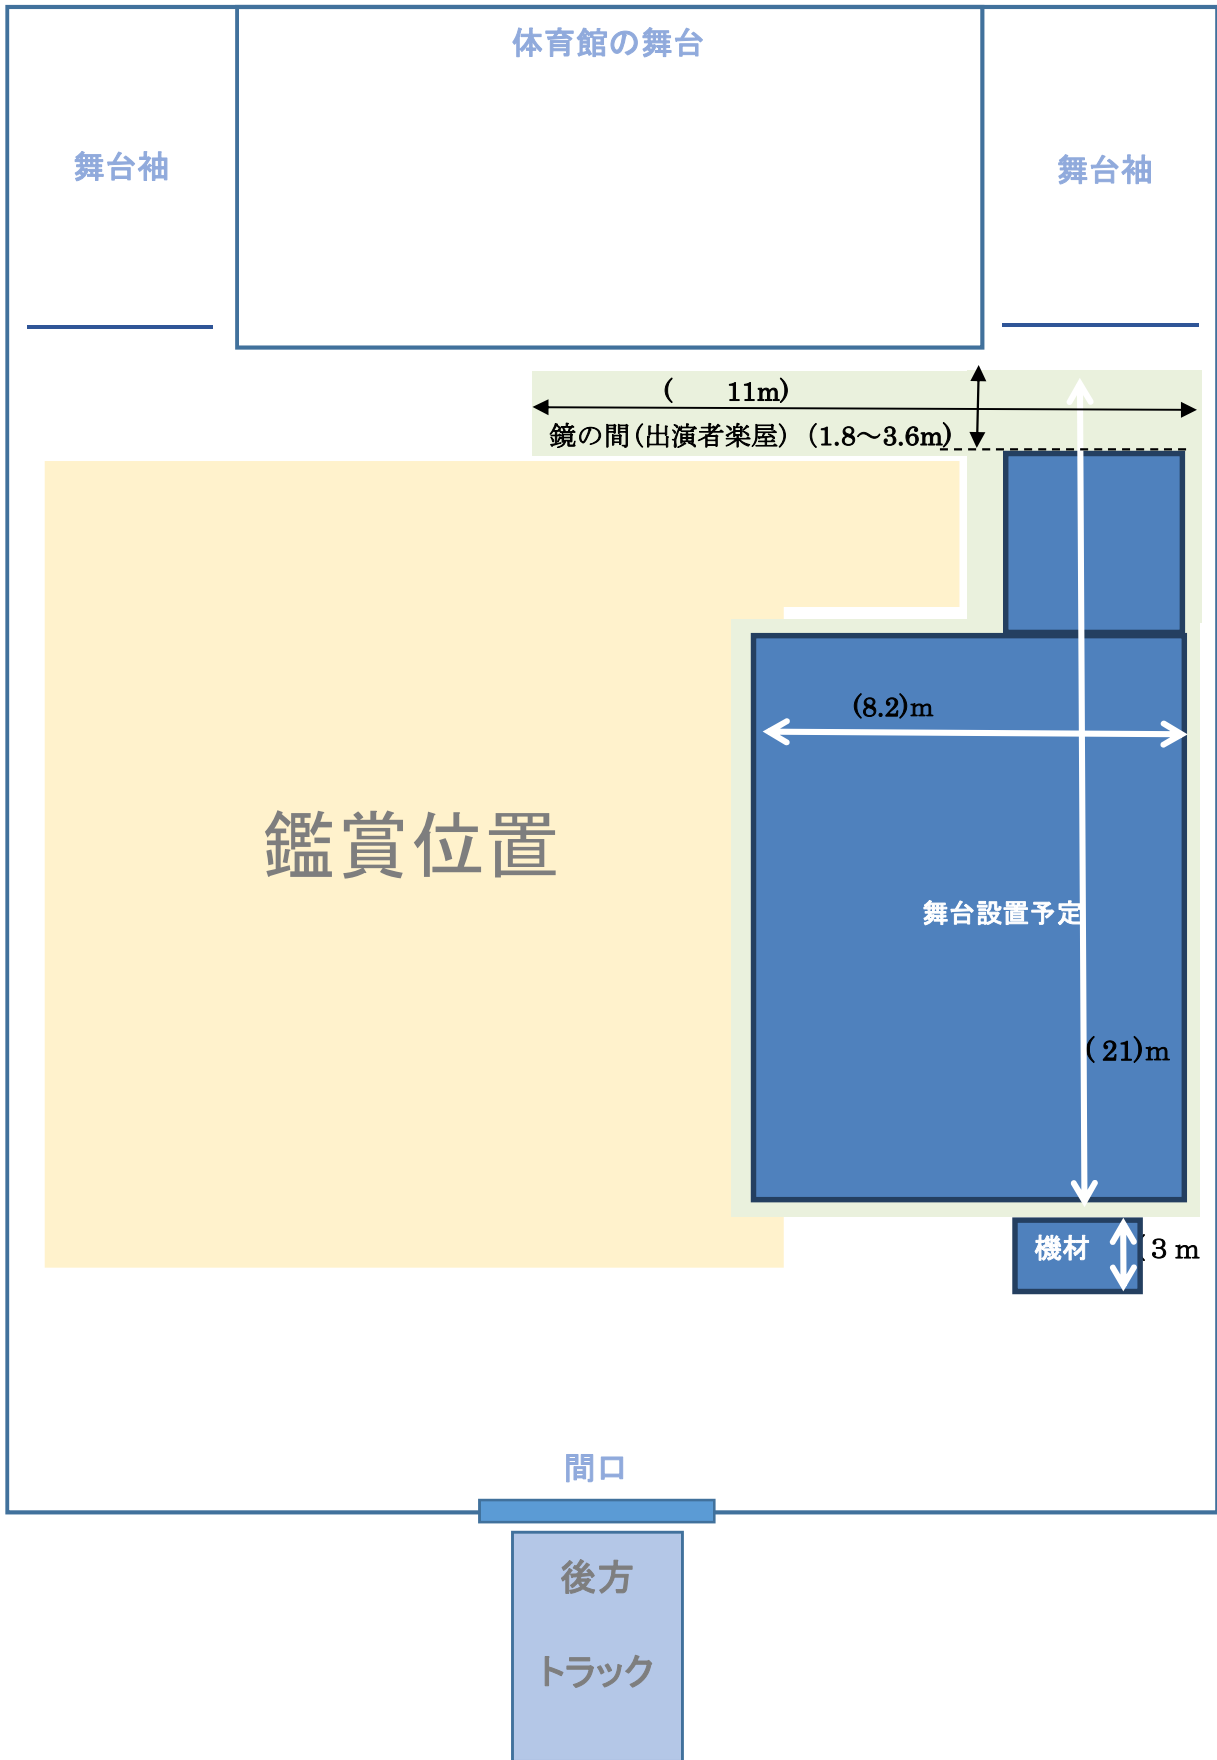 体育館の舞台
舞台袖
舞台袖
(　　11m)
鏡の間(出演者楽屋)（1.8～3.6m)
(8.2)m
鑑賞位置
舞台設置予定
( 21)m
機材
(３ m
間口
後方
トラック